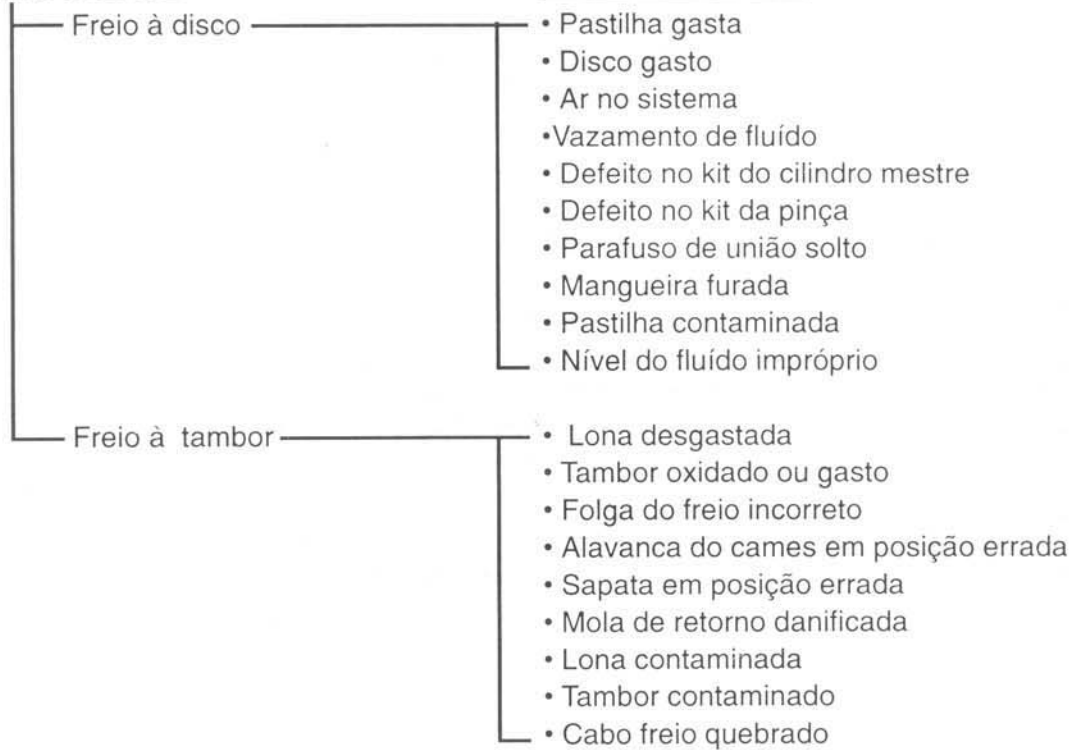 Freio à disco
• Pastilha gasta
• Disco gasto
• Ar no sistema
•Vazamento de fluído
• Defeito no kit do cilindro mestre
• Defeito no kit da pinça
• Parafuso de união solto
• Mangueira furada
• Pastilha contaminada
• Nível do fluído impróprio
Freio à tambor
• Lona desgastada
• Tambor oxidado ou gasto
• Folga do freio incorreto
• Alavanca do cames em posição errada
• Sapata em posição errada
• Mola de retorno danificada
• Lona contaminada
• Tambor contaminado
• Cabo freio quebrado